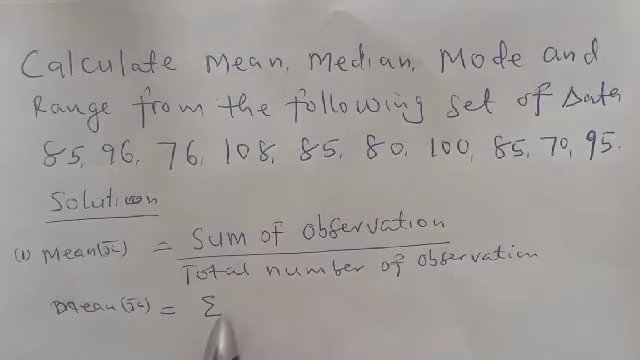 Calculate Mean, Median, Mode and
Range from the following set of Data
85, 96, 76, 108, 85, 80, 100, 85, 70, 95.
Solution
(1) Mean(x̄) = Sum of Observation
Total number of observation
Mean(x̄) = Σ